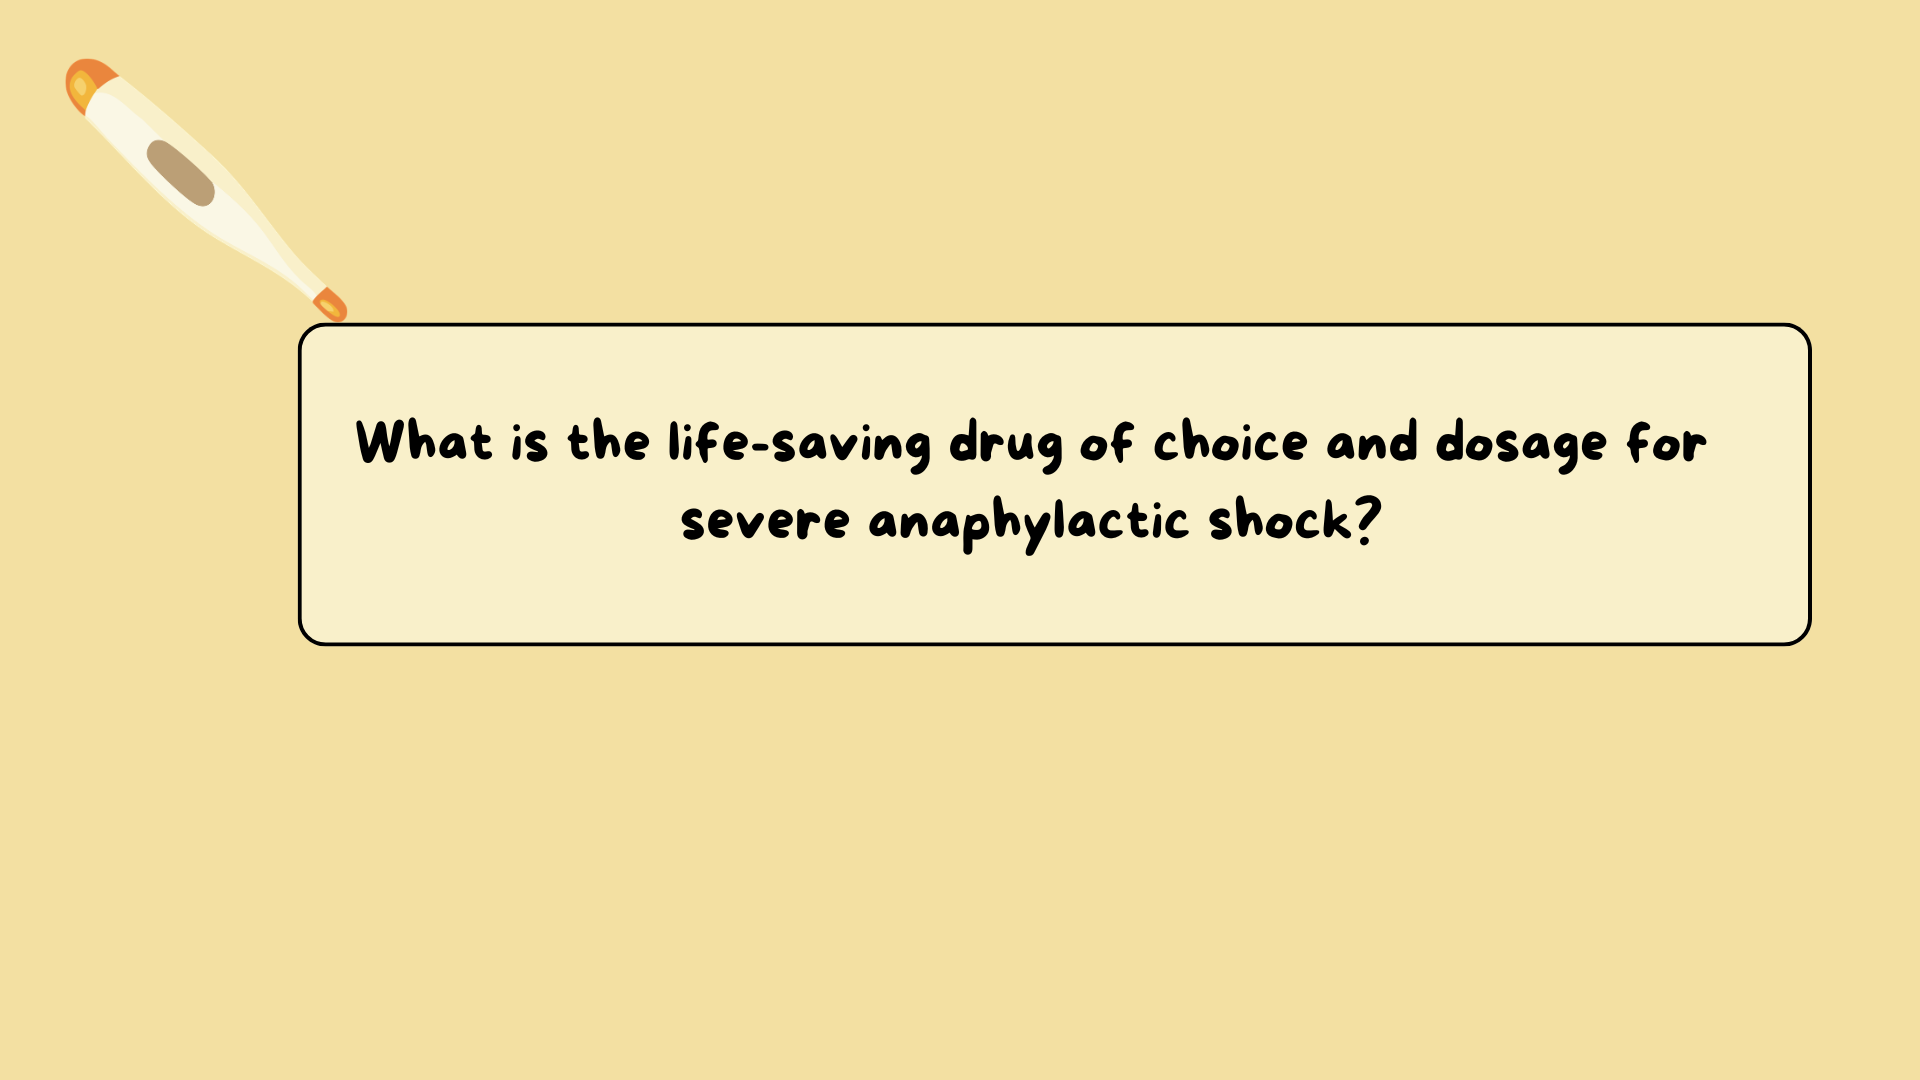 What is the life-saving drug of choice and dosage for
severe anaphylactic shock?